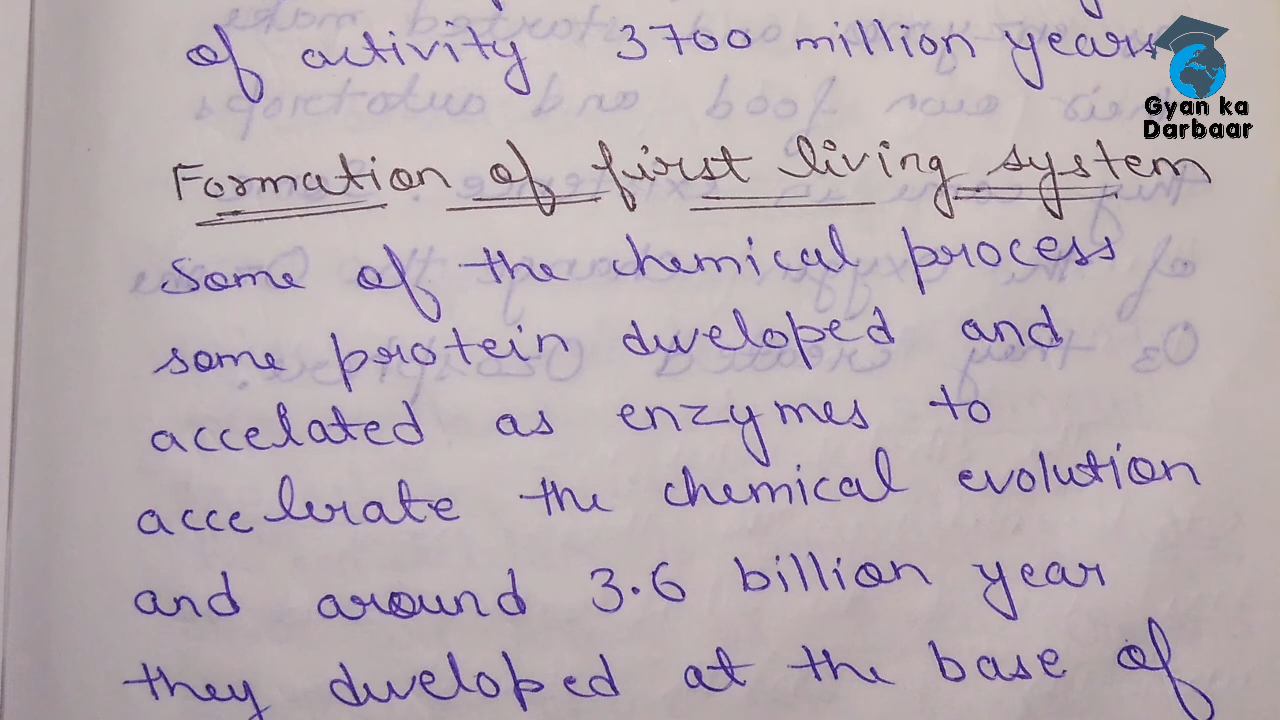 of activity 3700 million years
Gyan ka
Darbaar
Formation of first living system
Some of the chemical process
some protein dweloped and
accelated as enzymes to
accelerate the chemical evolution
and around 3.6 billion year
they dweloped at the base of